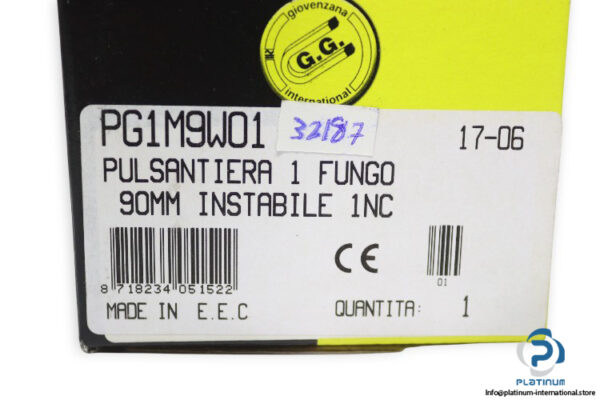 giovenzana
G.G.
international
PG1M9W01
32187
17-06
PULSANTIERA 1 FUNGO
90MM INSTABILE 1NC
CE
01
8 718234 051522
MADE IN E.E.C
QUANTITA: 1
PLATINUM
Info@platinum-international.store